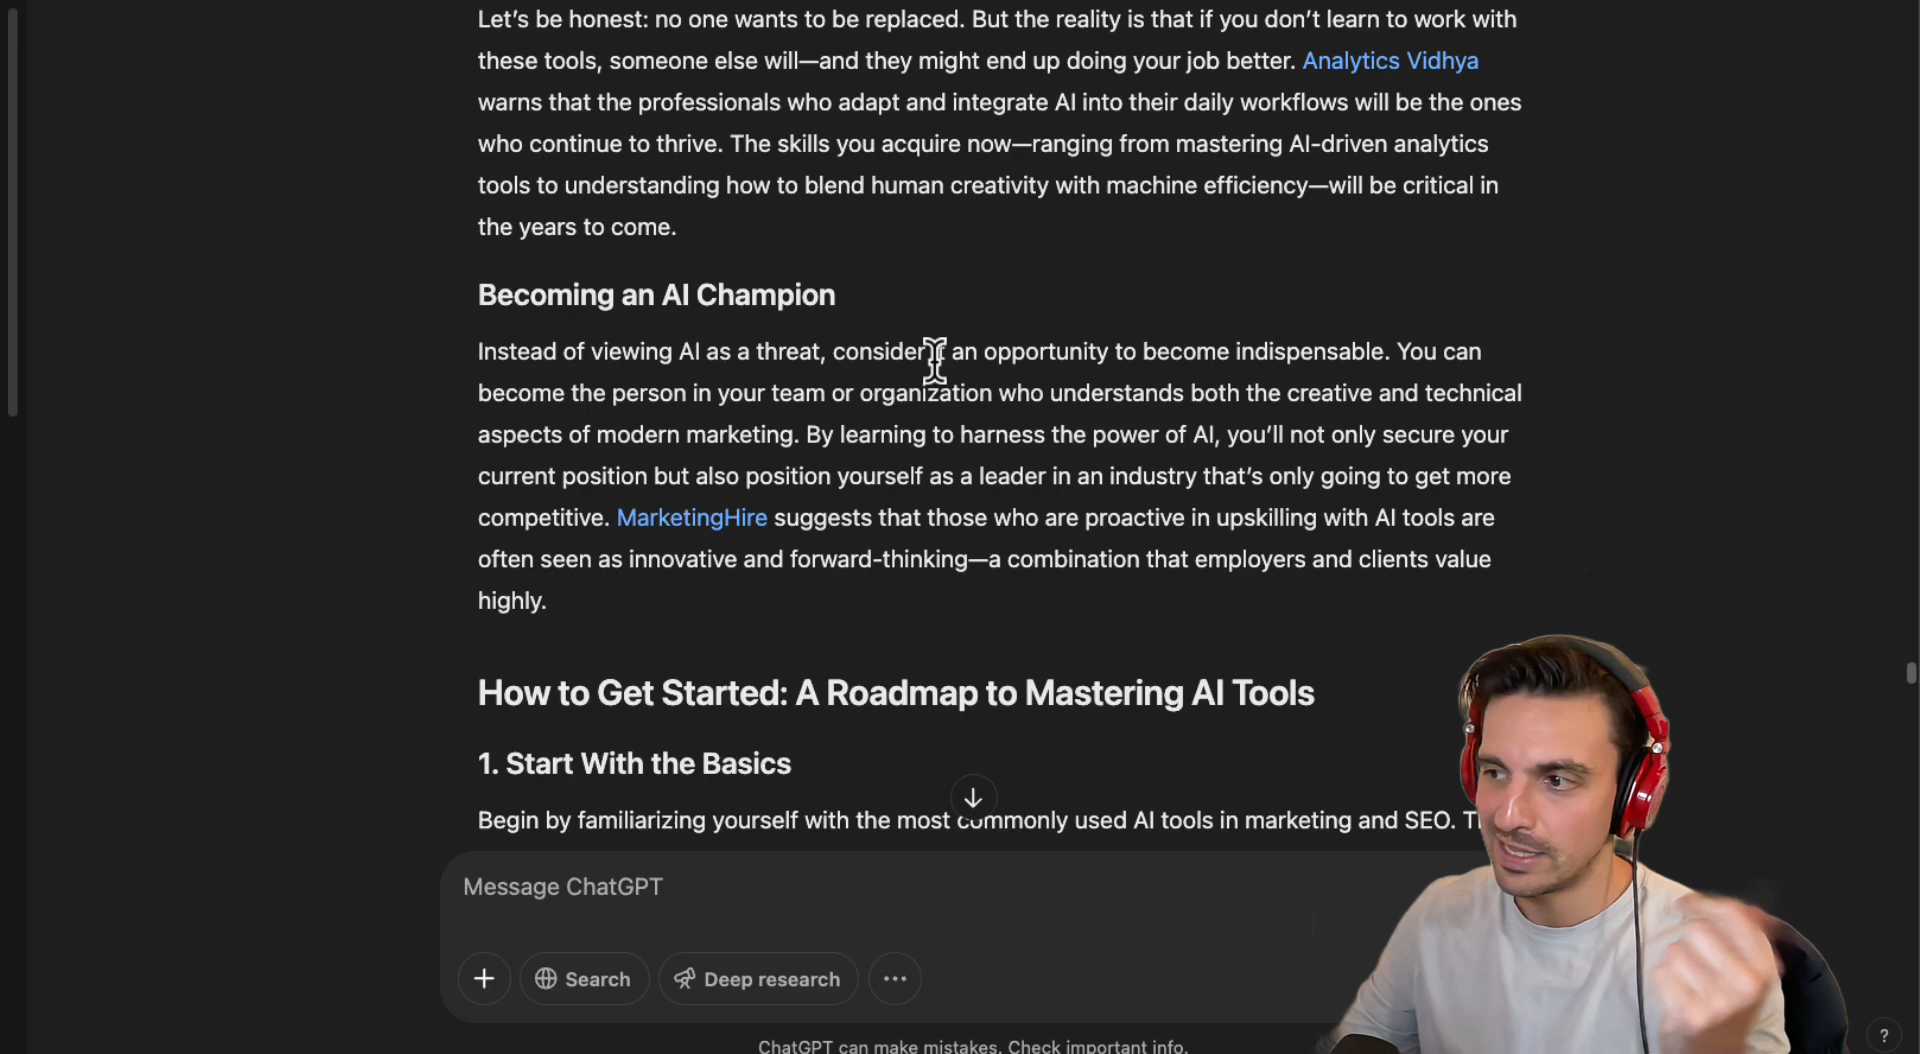 Let's be honest: no one wants to be replaced. But the reality is that if you don't learn to work with
these tools, someone else will—and they might end up doing your job better. Analytics Vidhya
warns that the professionals who adapt and integrate AI into their daily workflows will be the ones
who continue to thrive. The skills you acquire now—ranging from mastering AI-driven analytics
tools to understanding how to blend human creativity with machine efficiency—will be critical in
the years to come.
Becoming an AI Champion
Instead of viewing AI as a threat, consider an opportunity to become indispensable. You can
become the person in your team or organization who understands both the creative and technical
aspects of modern marketing. By learning to harness the power of AI, you'll not only secure your
current position but also position yourself as a leader in an industry that's only going to get more
competitive. MarketingHire suggests that those who are proactive in upskilling with AI tools are
often seen as innovative and forward-thinking—a combination that employers and clients value
highly.
How to Get Started: A Roadmap to Mastering AI Tools
1. Start With the Basics
Begin by familiarizing yourself with the most commonly used AI tools in marketing and SEO.
Message ChatGPT
Search
Deep research
ChatGPT can make mistakes. Check important info.
?